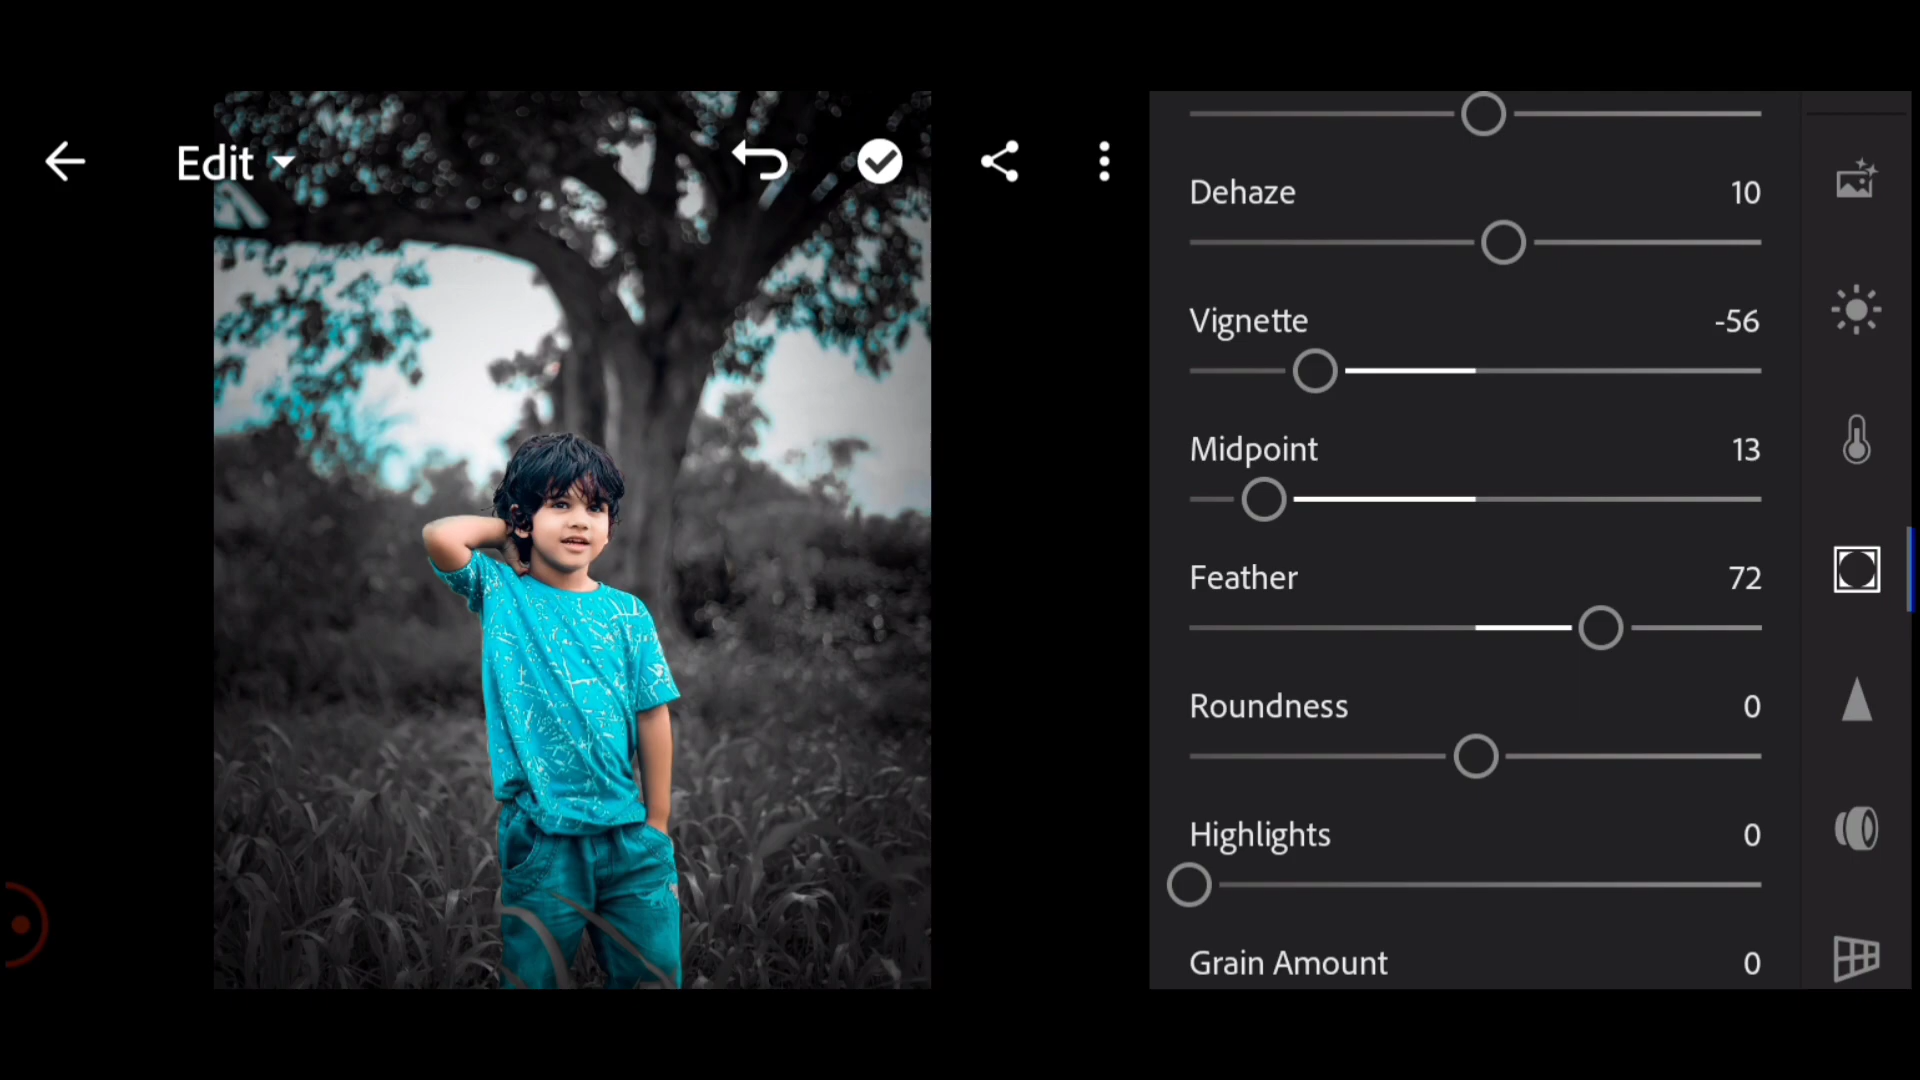 Edit
Dehaze 10
Vignette -56
Midpoint 13
Feather 72
Roundness 0
Highlights 0
Grain Amount 0